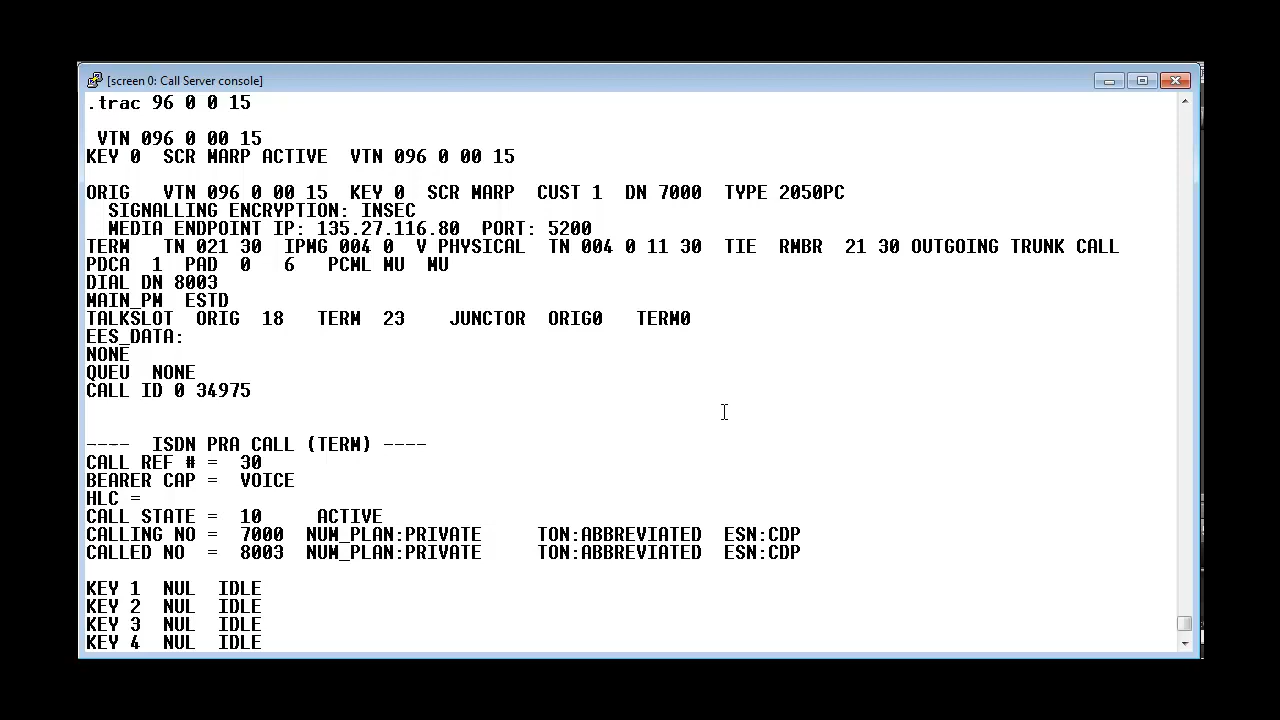 [screen 0: Call Server console]
.trac 96 0 0 15
VTN 096 0 00 15
KEY 0  SCR MARP ACTIVE  VTN 096 0 00 15
ORIG   VTN 096 0 00 15  KEY 0  SCR MARP  CUST 1  DN 7000  TYPE 2050PC
SIGNALLING ENCRYPTION: INSEC
MEDIA ENDPOINT IP: 135.27.116.80  PORT: 5200
TERM   TN 021 30  IPMG 004 0  V PHYSICAL  TN 004 0 11 30  TIE  RMBR  21 30 OUTGOING TRUNK CALL
PDCA  1  PAD  0   6   PCML MU  MU
DIAL DN 8003
MAIN_PM  ESTD
TALKSLOT  ORIG  18   TERM  23    JUNCTOR  ORIG0   TERM0
EES_DATA:
NONE
QUEU  NONE
CALL ID 0 34975
----  ISDN PRA CALL (TERM) ----
CALL REF # =  30
BEARER CAP =  VOICE
HLC =
CALL STATE =  10     ACTIVE
CALLING NO =  7000  NUM_PLAN:PRIVATE     TON:ABBREVIATED  ESN:CDP
CALLED NO  =  8003  NUM_PLAN:PRIVATE     TON:ABBREVIATED  ESN:CDP
KEY 1  NUL  IDLE
KEY 2  NUL  IDLE
KEY 3  NUL  IDLE
KEY 4  NUL  IDLE